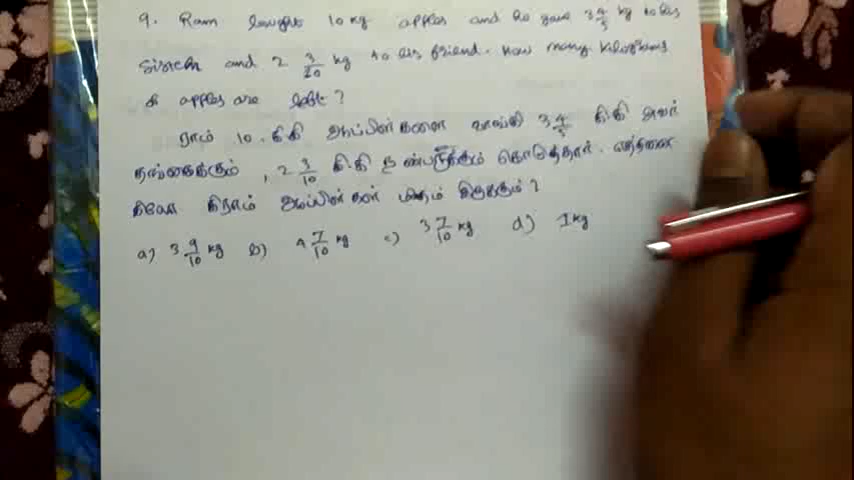 9. Ram bought 10 kg apples and he gave 3 4/5 kg to his
sister and 2 3/10 kg to his friend. How many kilograms
of apples are left?
ராம் 10. கி.கி ஆப்பிள்களை வாங்கி 3 4/5 கி.கி அவர்
தங்கைக்கும், 2 3/10 கி.கி நண்பருக்கும் கொடுத்தார். எத்தனை
கிலோ கிராம் ஆப்பிள்கள் மீதம் இருக்கும்?
a) 3 9/10 kg b) 4 7/10 kg c) 3 7/10 kg d) 1 kg